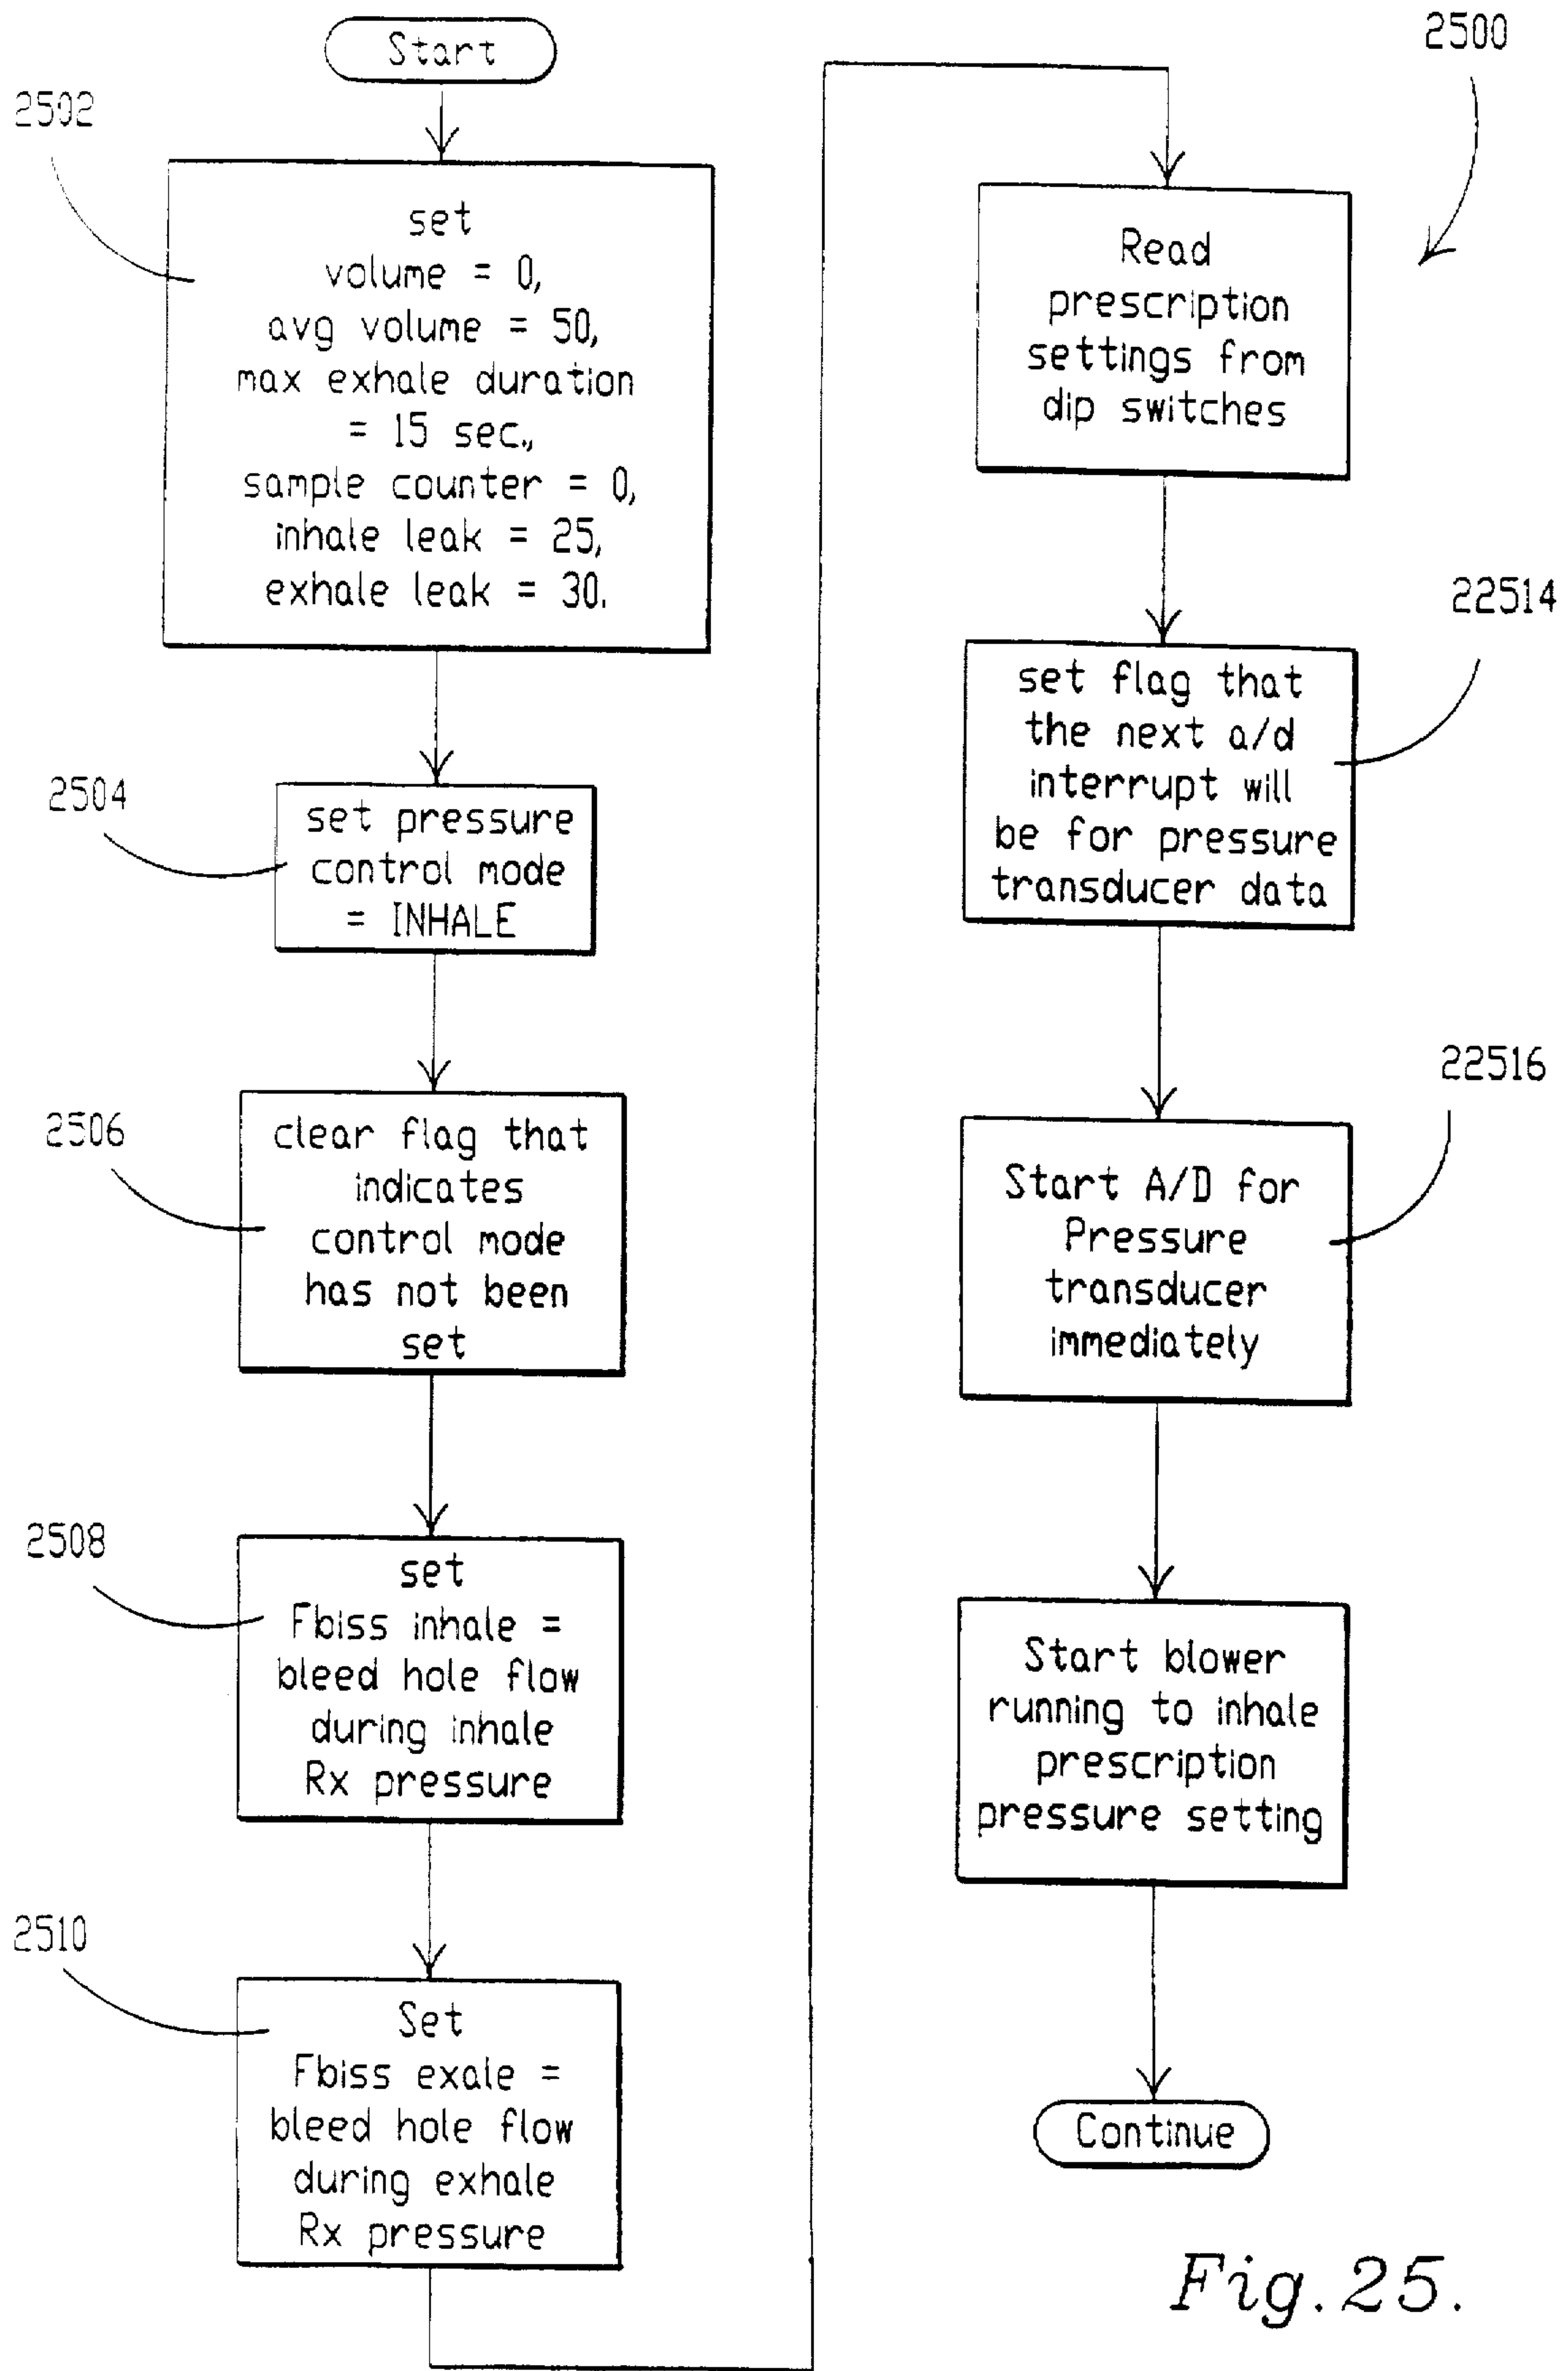 Start
2502
set
volume = 0,
avg volume = 50,
max exhale duration
= 15 sec.,
sample counter = 0,
inhale leak = 25,
exhale leak = 30.
2504
set pressure
control mode
= INHALE
2506
clear flag that
indicates
control mode
has not been
set
2508
set
Fbiss inhale =
bleed hole flow
during inhale
Rx pressure
2510
Set
Fbiss exale =
bleed hole flow
during exhale
Rx pressure
2500
Read
prescription
settings from
dip switches
22514
set flag that
the next a/d
interrupt will
be for pressure
transducer data
22516
Start A/D for
Pressure
transducer
immediately
Start blower
running to inhale
prescription
pressure setting
Continue
Fig. 25.